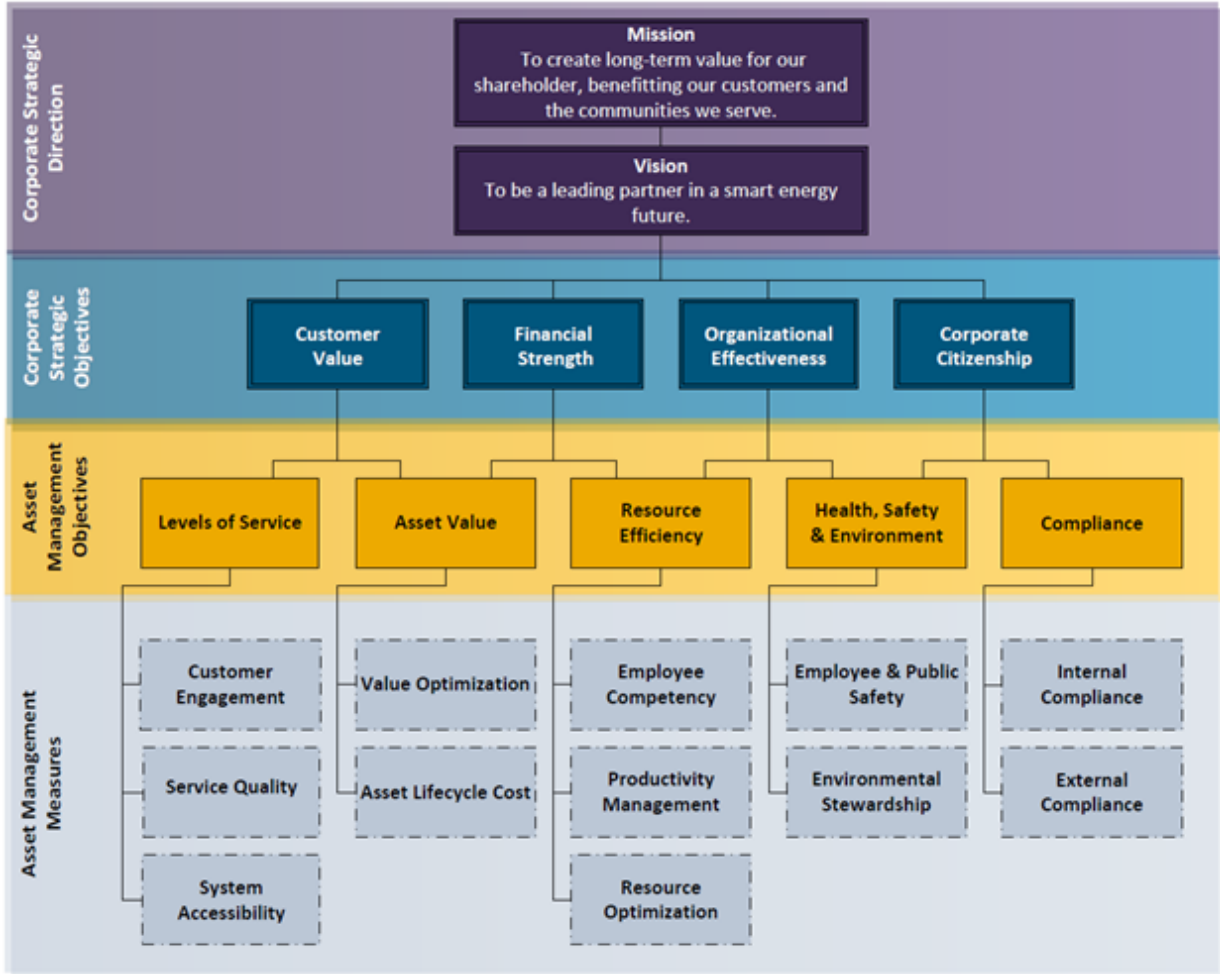 Corporate Strategic
Direction
Mission
To create long-term value for our
shareholder, benefitting our customers and
the communities we serve.
Vision
To be a leading partner in a smart energy
future.
Corporate
Strategic
Objectives
Customer
Value
Financial
Strength
Organizational
Effectiveness
Corporate
Citizenship
Asset
Management
Objectives
Levels of Service
Asset Value
Resource
Efficiency
Health, Safety
& Environment
Compliance
Asset Management
Measures
Customer
Engagement
Value Optimization
Employee
Competency
Employee & Public
Safety
Internal
Compliance
Service Quality
Asset Lifecycle Cost
Productivity
Management
Environmental
Stewardship
External
Compliance
System
Accessibility
Resource
Optimization